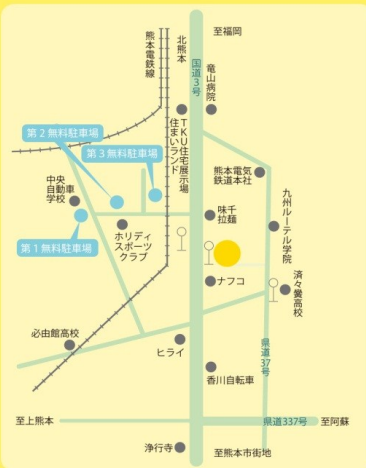 至福岡
熊本電鉄線
北熊本
国道3号
竜山病院
第2無料駐車場
第3無料駐車場
TKU住宅展示場
住まいランド
熊本電気
鉄道本社
中央
自動車
学校
味千
拉麺
九州ルーテル学院
第1無料駐車場
ホリディ
スポーツ
クラブ
ナフコ
済々黌高校
必由館高校
ヒライ
県道37号
香川自転車
至上熊本
県道337号
至阿蘇
浄行寺
至熊本市街地